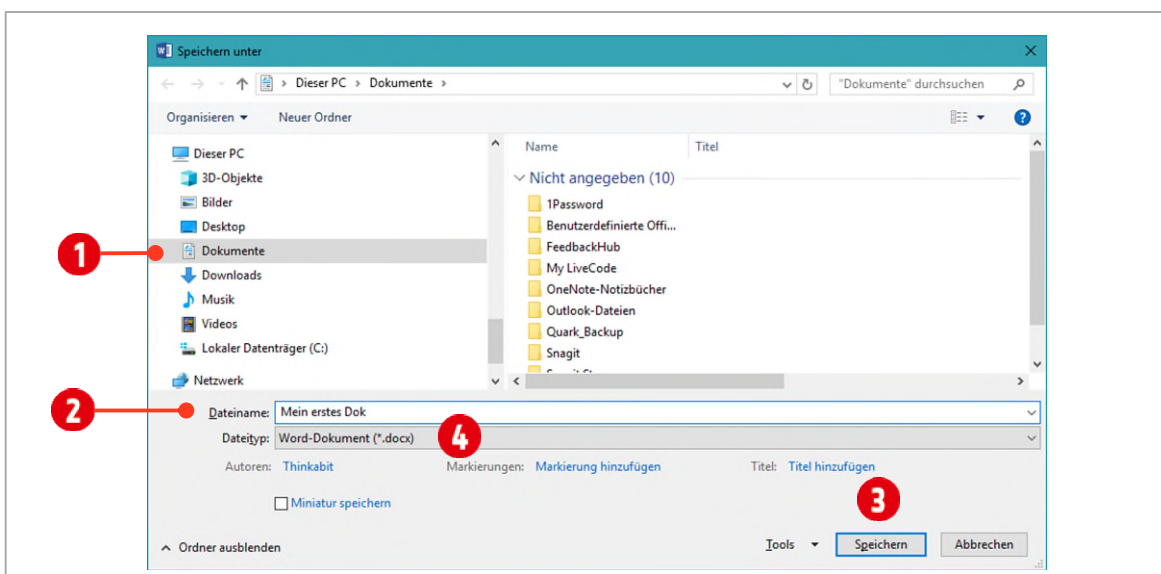 Speichern unter
Dieser PC > Dokumente >
"Dokumente" durchsuchen
Organisieren
Neuer Ordner
?
Dieser PC
3D-Objekte
Bilder
Desktop
1
Dokumente
Downloads
Musik
Videos
Lokaler Datenträger (C:)
Netzwerk
Name
Titel
Nicht angegeben (10)
1Password
Benutzerdefinierte Offi...
FeedbackHub
My LiveCode
OneNote-Notizbücher
Outlook-Dateien
Quark_Backup
Snagit
2
Dateiname: Mein erstes Dok
Dateityp: Word-Dokument (*.docx)
4
Autoren: Thinkabit
Markierungen: Markierung hinzufügen
Titel: Titel hinzufügen
Miniatur speichern
3
Ordner ausblenden
Tools
Speichern
Abbrechen